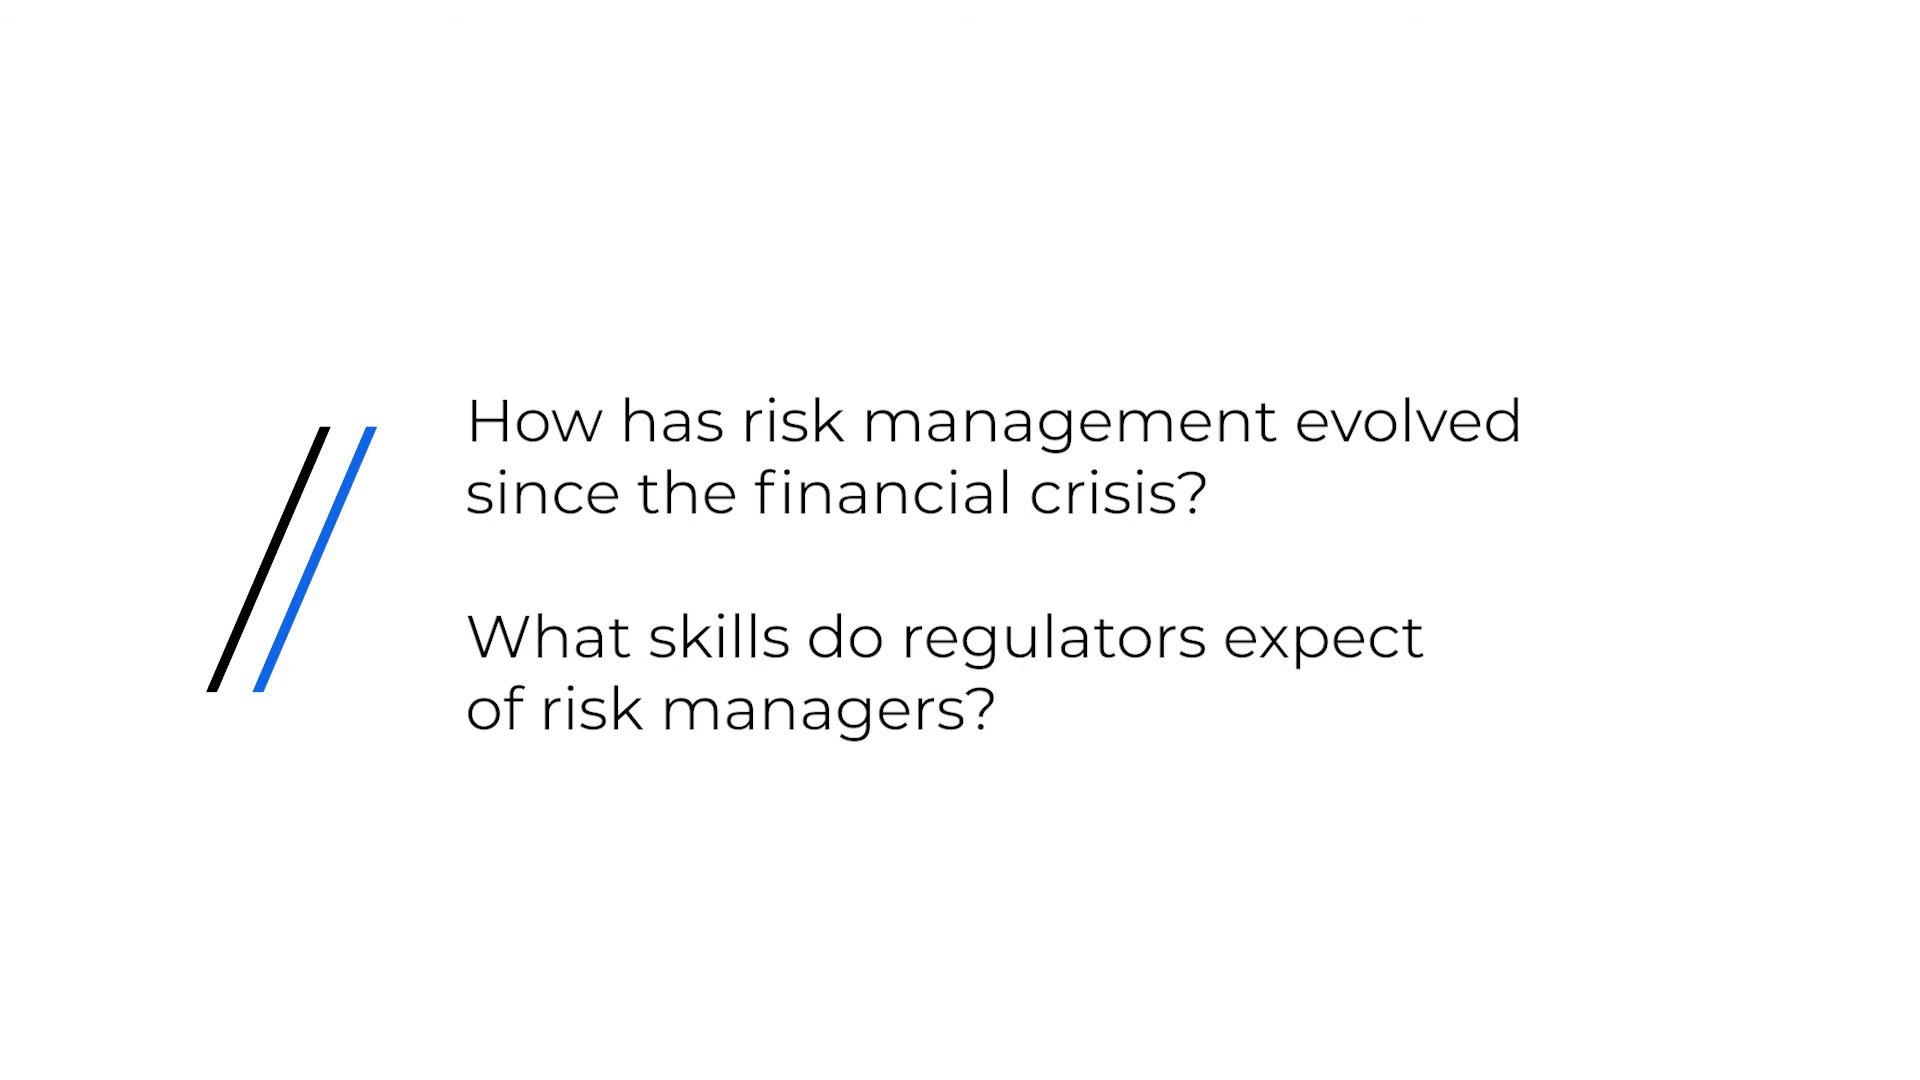 How has risk management evolved
since the financial crisis?
What skills do regulators expect
of risk managers?